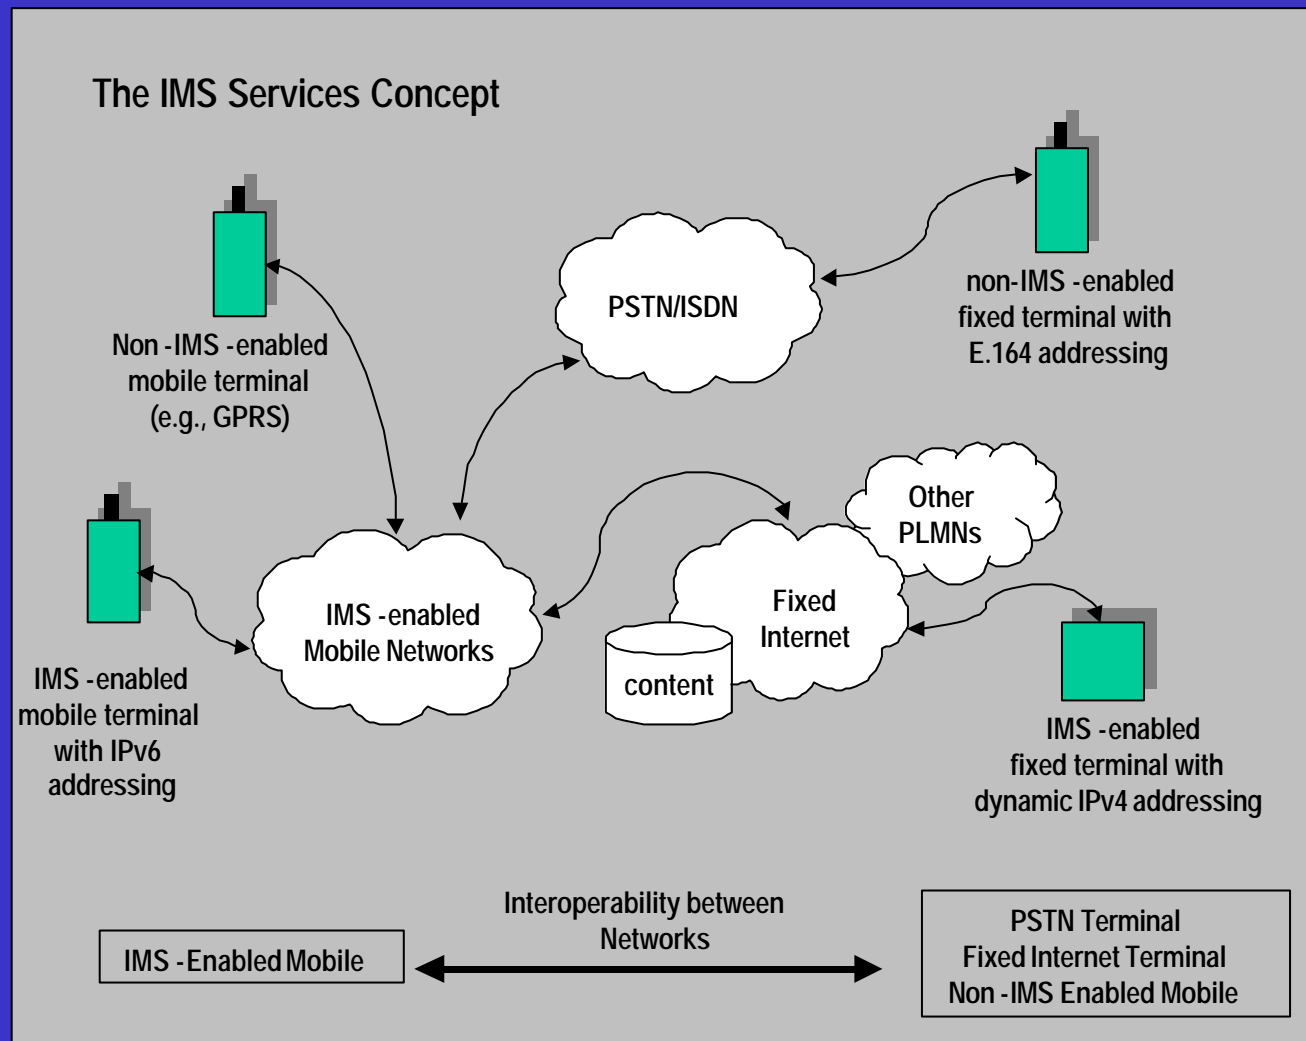 The IMS Services Concept
Non -IMS -enabled
mobile terminal
(e.g., GPRS)
PSTN/ISDN
non-IMS -enabled
fixed terminal with
E.164 addressing
IMS -enabled
mobile terminal
with IPv6
addressing
IMS -enabled
Mobile Networks
Other
PLMNs
Fixed
Internet
content
IMS -enabled
fixed terminal with
dynamic IPv4 addressing
IMS -Enabled Mobile
Interoperability between
Networks
PSTN Terminal
Fixed Internet Terminal
Non -IMS Enabled Mobile